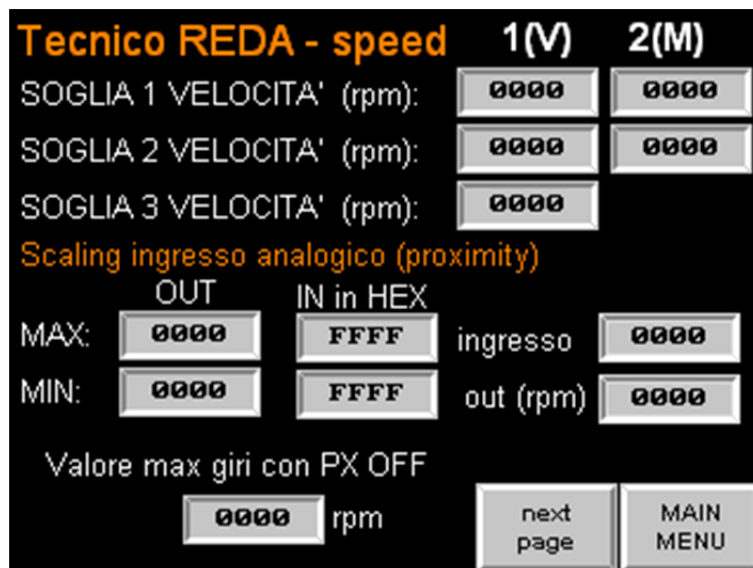 Tecnico REDA - speed 1(V) 2(M)
SOGLIA 1 VELOCITA' (rpm): 0000 0000
SOGLIA 2 VELOCITA' (rpm): 0000 0000
SOGLIA 3 VELOCITA' (rpm): 0000
Scaling ingresso analogico (proximity)
OUT IN in HEX
MAX: 0000 FFFF ingresso 0000
MIN: 0000 FFFF out (rpm) 0000
Valore max giri con PX OFF
0000 rpm
next page
MAIN MENU